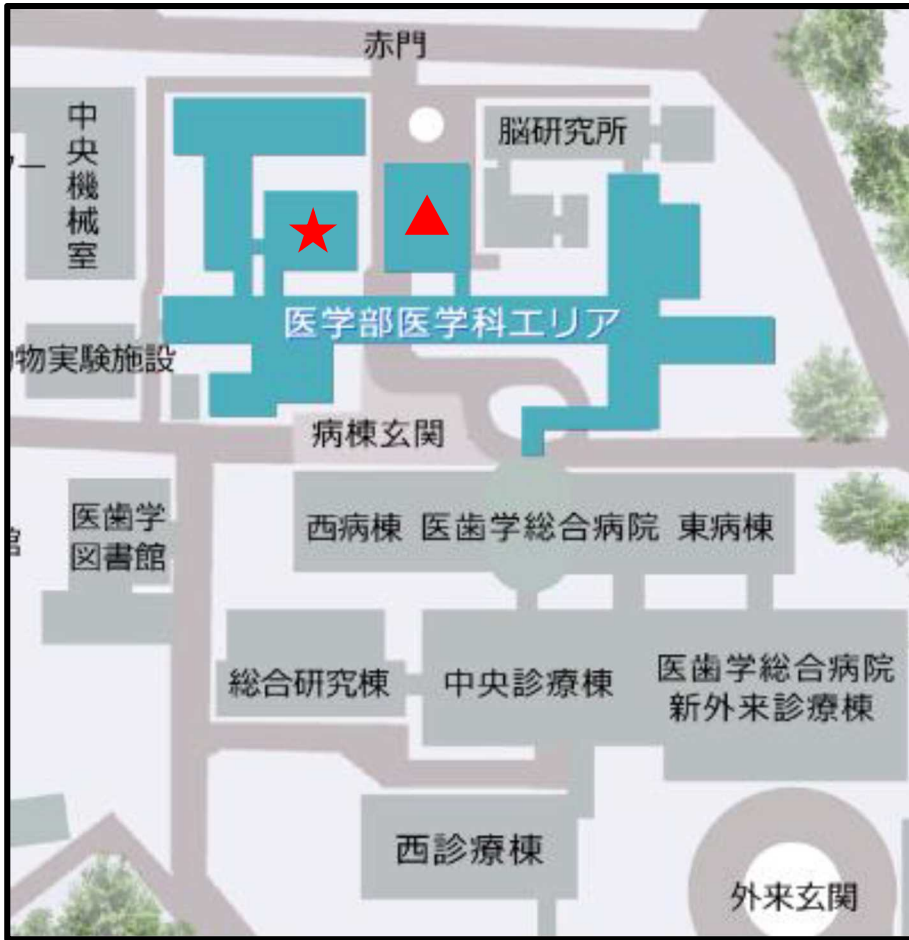 赤門
中央機械室
脳研究所
医学部医学科エリア
物実験施設
病棟玄関
医歯学
図書館
西病棟
医歯学総合病院
東病棟
総合研究棟
中央診療棟
医歯学総合病院
新外来診療棟
西診療棟
外来玄関